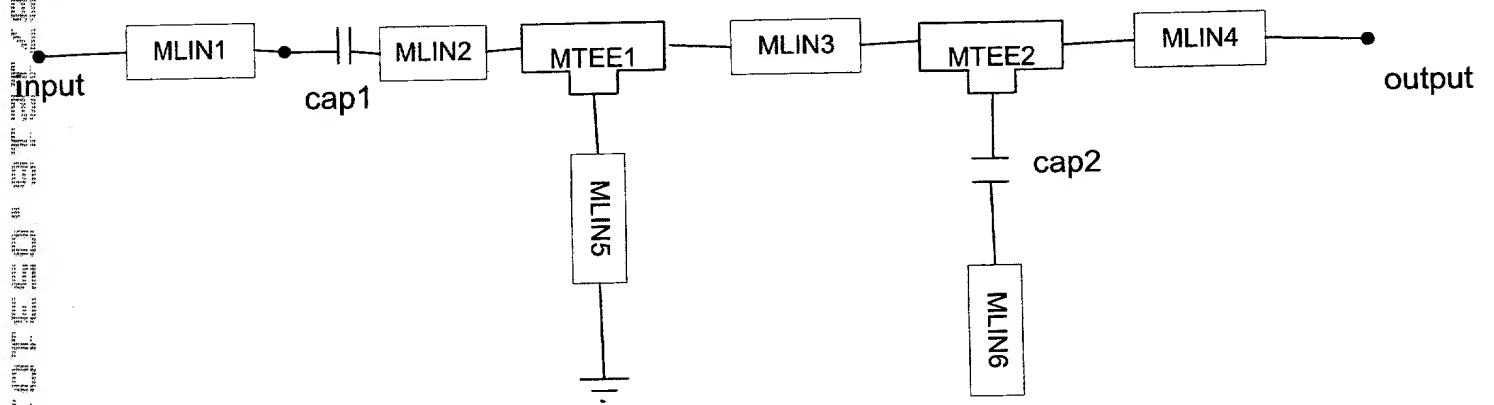 MLIN1
MLIN2
MTEE1
MLIN3
MTEE2
MLIN4
input
cap1
output
cap2
MLIN5
MLIN6